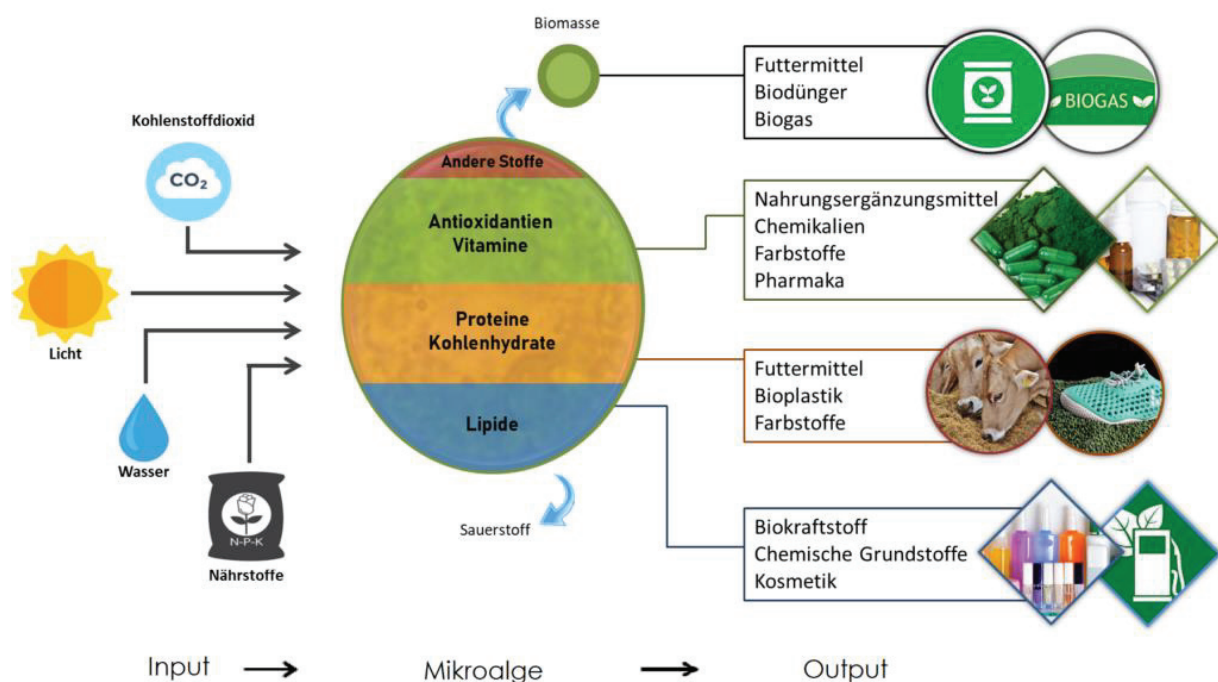 Biomasse
Futtermittel
Biodünger
Biogas
BIOGAS
Kohlenstoffdioxid
CO₂
Licht
Wasser
N-P-K
Nährstoffe
Andere Stoffe
Antioxidantien
Vitamine
Proteine
Kohlenhydrate
Lipide
Sauerstoff
Nahrungsergänzungsmittel
Chemikalien
Farbstoffe
Pharmaka
Futtermittel
Bioplastik
Farbstoffe
Biokraftstoff
Chemische Grundstoffe
Kosmetik
Input
Mikroalge
Output